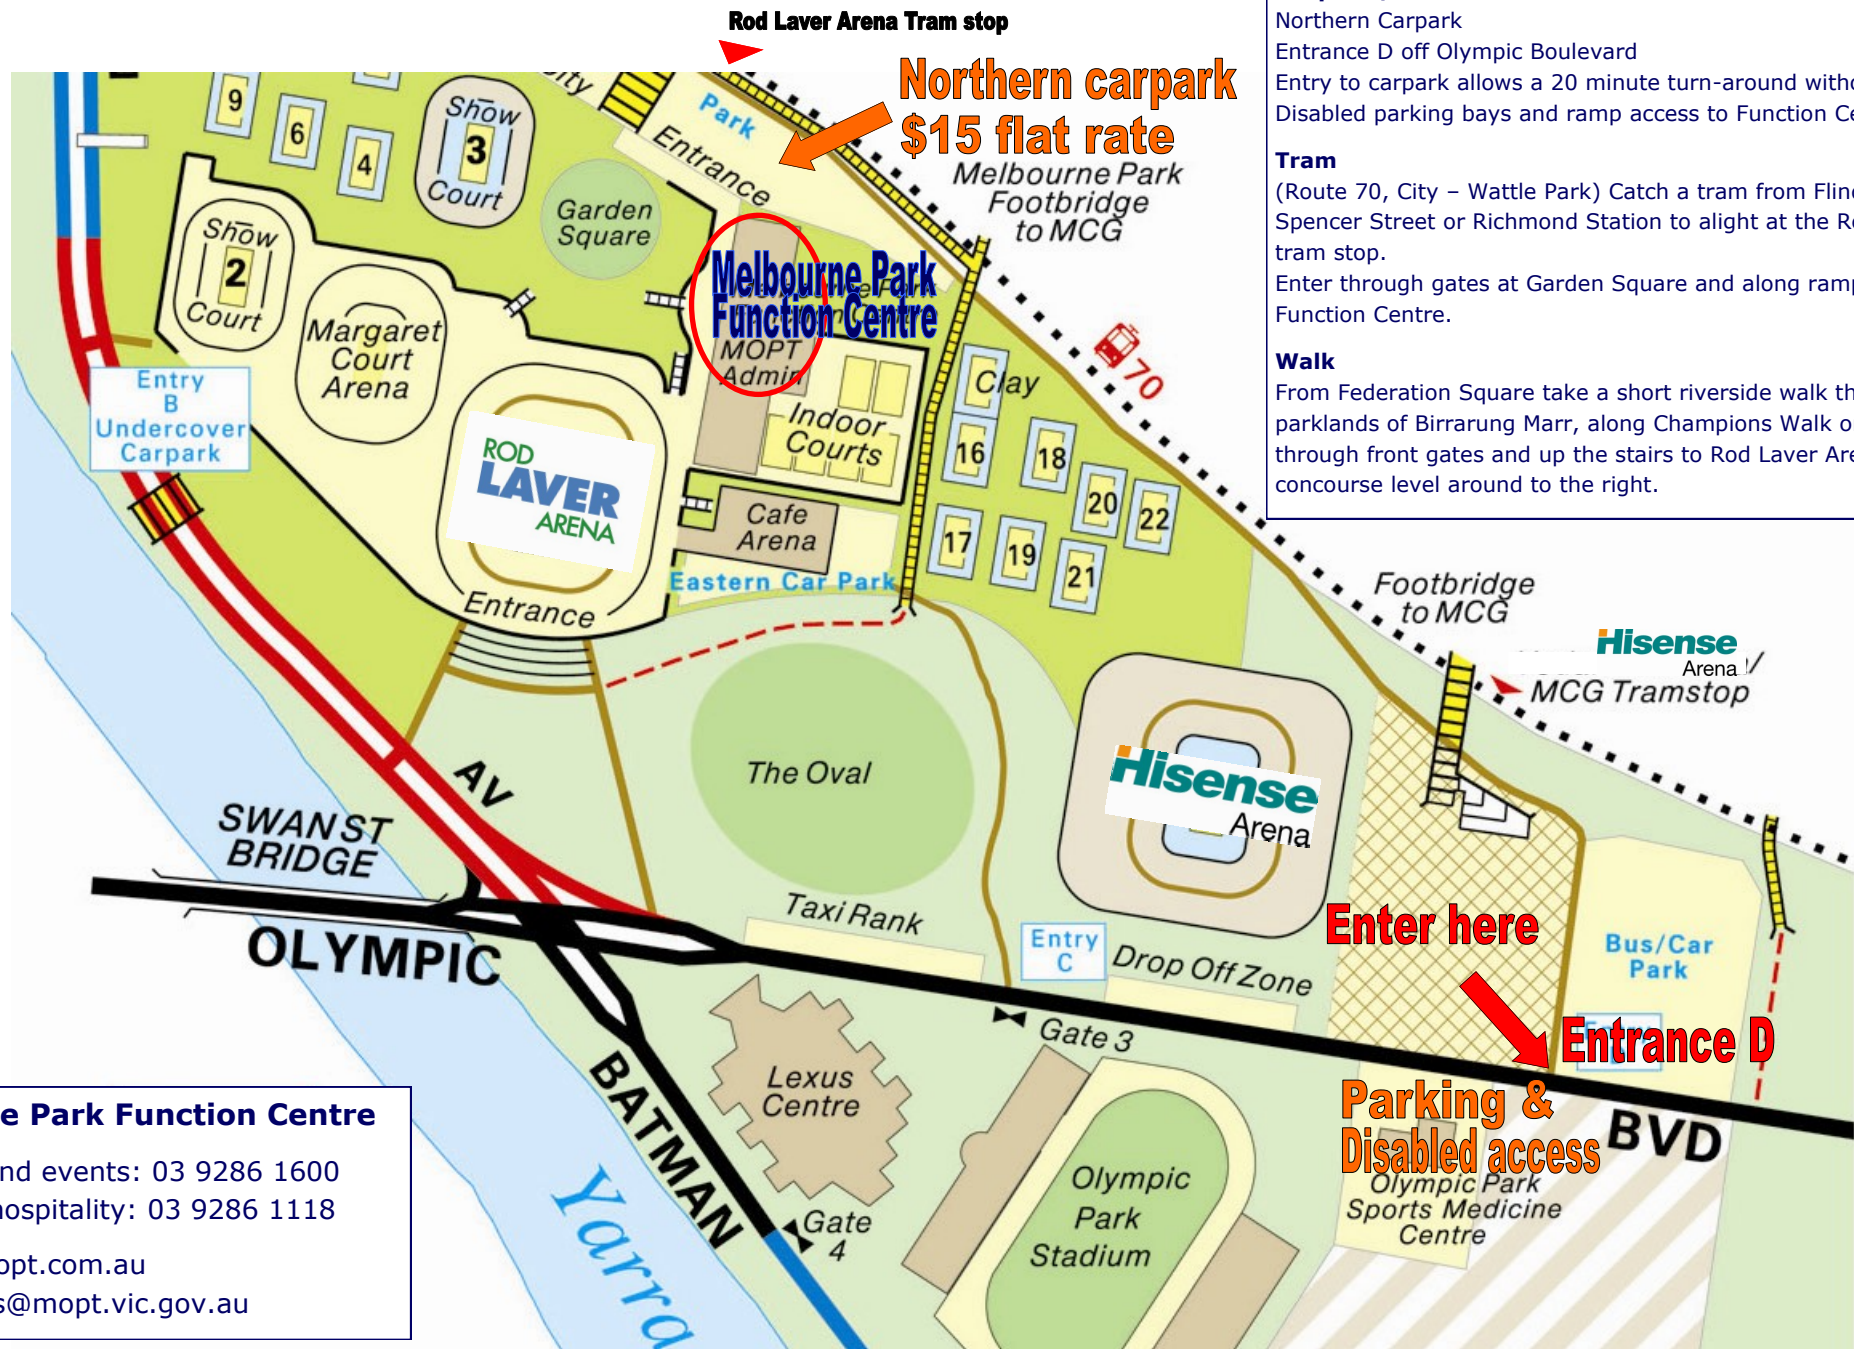 Rod Laver Arena Tram stop
Northern carpark
$15 flat rate
Northern Carpark
Entrance D off Olympic Boulevard
Entry to carpark allows a 20 minute turn-around
Disabled parking bays and ramp access to Function
Tram
(Route 70, City – Wattle Park) Catch a tram from
Spencer Street or Richmond Station to alight at the
tram stop.
Enter through gates at Garden Square and along ramp
Function Centre.
Walk
From Federation Square take a short riverside walk
parklands of Birrarung Marr, along Champions Walk
through front gates and up the stairs to Rod Laver
concourse level around to the right.
9
6
4
Show
3
Court
Park
Entrance
Garden
Square
Melbourne Park
Footbridge
to MCG
Show
2
Court
Margaret
Court
Arena
Melbourne Park
Function Centre
MOPT
Admin
Indoor
Courts
Clay
70
16
18
20
22
17
19
21
Entry
B
Undercover
Carpark
ROD
LAVER
ARENA
Cafe
Arena
Eastern Car Park
Entrance
Footbridge
to MCG
Hisense
Arena /
MCG Tramstop
The Oval
Hisense
Arena
AV
SWAN ST
BRIDGE
OLYMPIC
Taxi Rank
Entry
C
Drop Off Zone
Enter here
Bus/Car
Park
Entrance D
Gate 3
Parking &
Disabled access
BVD
Lexus
Centre
BATMAN
Olympic
Park
Stadium
Olympic Park
Sports Medicine
Centre
Gate
4
Yarra
Park Function Centre
events: 03 9286 1600
hospitality: 03 9286 1118
opt.com.au
s@mopt.vic.gov.au